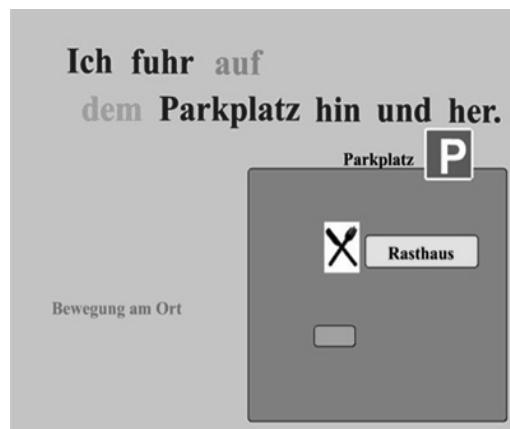 Ich fuhr auf
dem Parkplatz hin und her.
Parkplatz P
Rasthaus
Bewegung am Ort